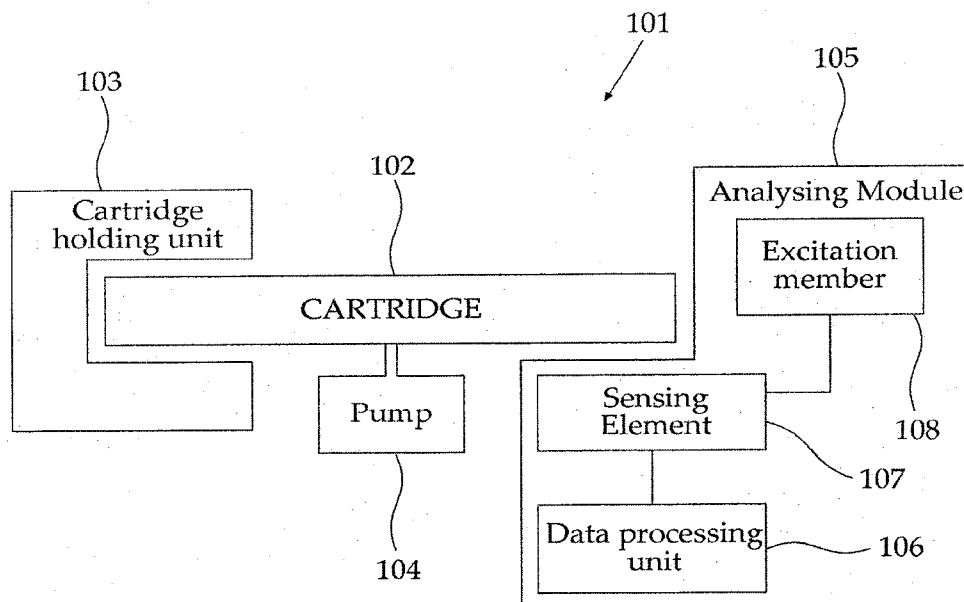 101
105
103
102
Analysing Module
Cartridge
holding unit
Excitation
member
CARTRIDGE
Sensing
Element
Pump
108
107
Data processing
unit
106
104